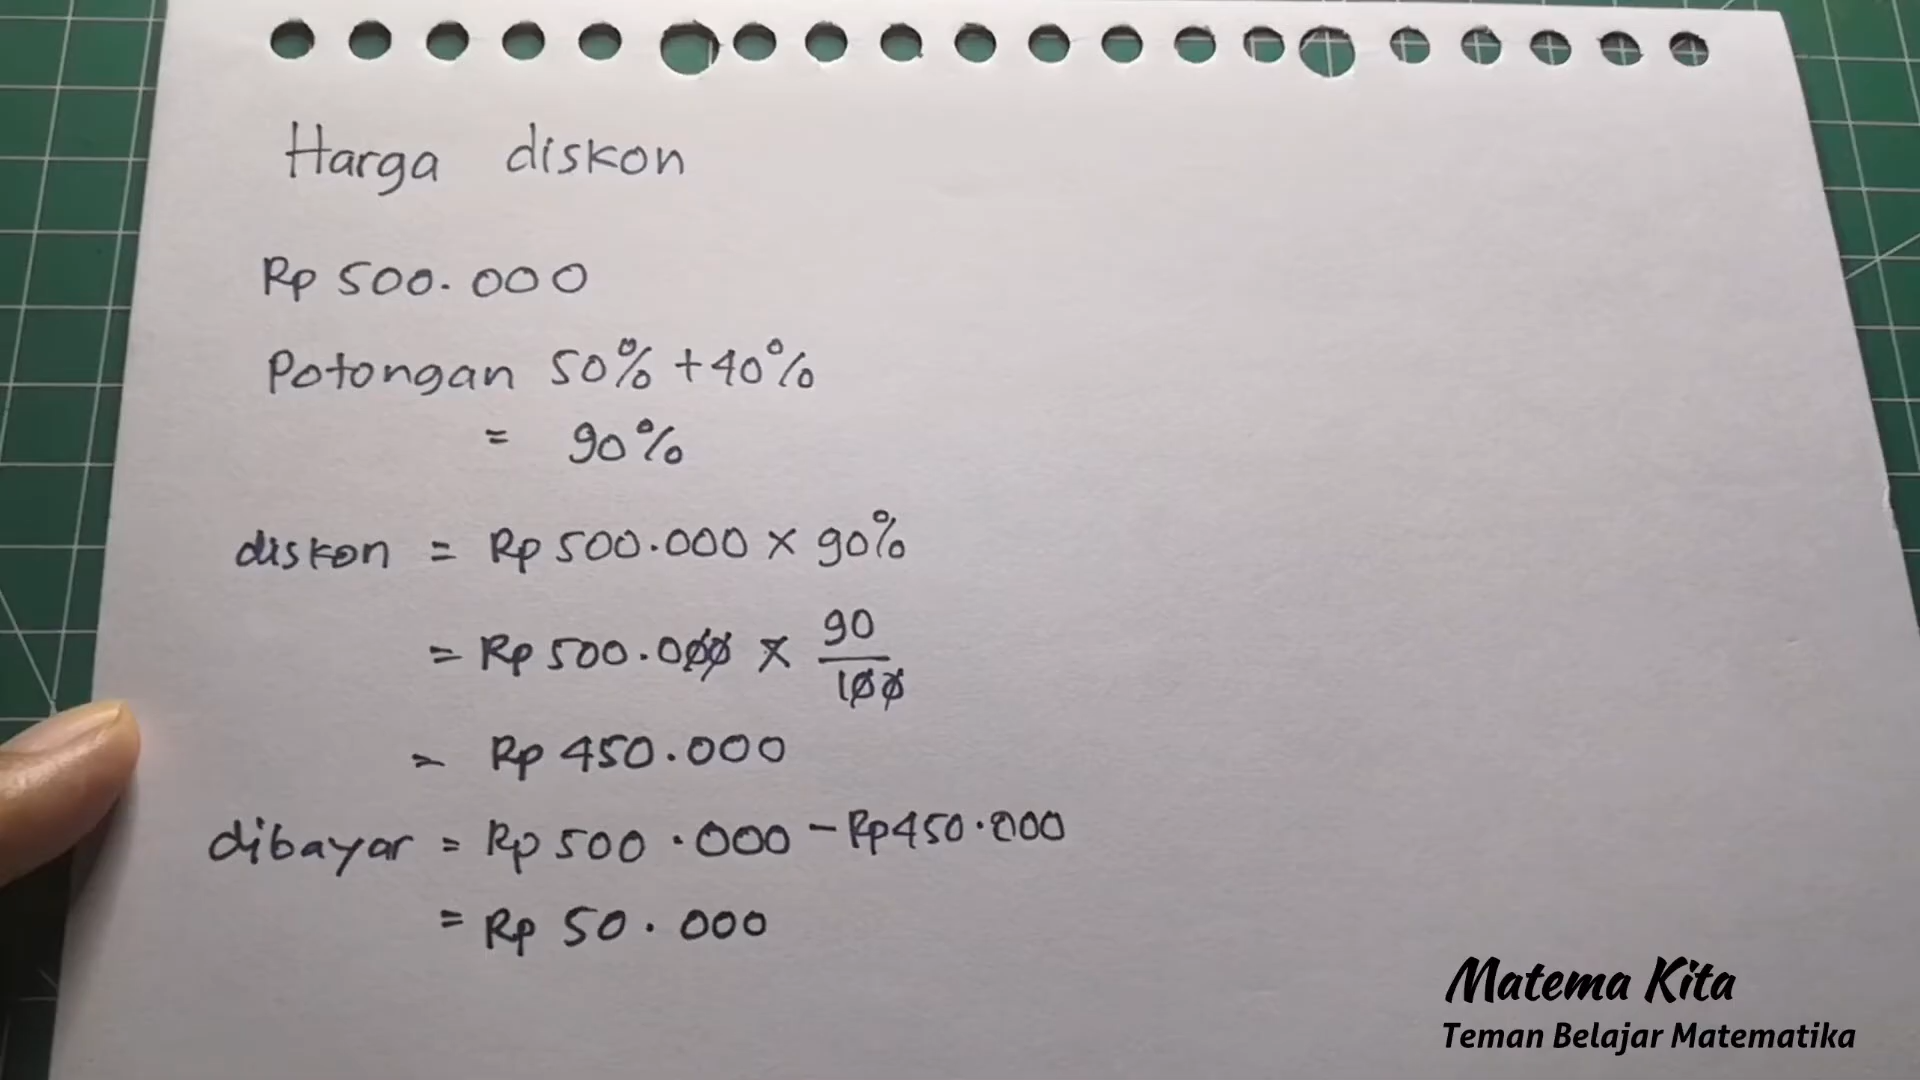 Harga diskon
Rp 500.000
Potongan 50% + 40%
= 90%
diskon = Rp 500.000 x 90%
= Rp 500.000 x 90/100
= Rp 450.000
dibayar = Rp 500.000 - Rp 450.000
= Rp 50.000
Matema Kita
Teman Belajar Matematika